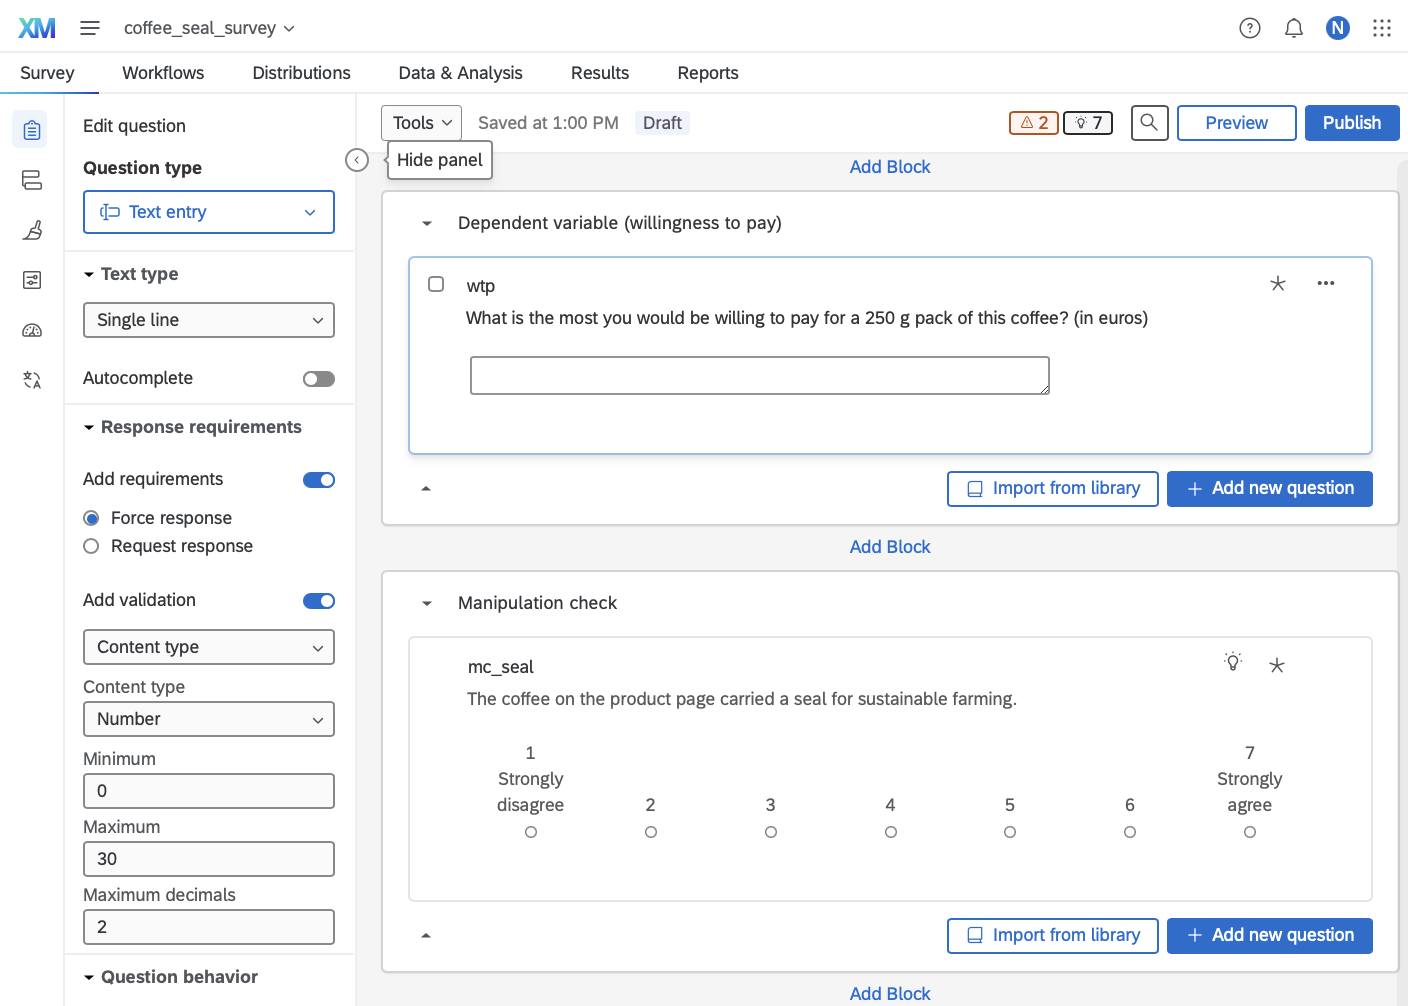 XM coffee_seal_survey N
Survey Workflows Distributions Data & Analysis Results Reports
Edit question
Question type
Text entry
Text type
Single line
Autocomplete
Response requirements
Add requirements
Force response
Request response
Add validation
Content type
Content type
Number
Minimum
0
Maximum
30
Maximum decimals
2
Question behavior
Tools Saved at 1:00 PM Draft 2 7 Preview Publish
Hide panel
Add Block
Dependent variable (willingness to pay)
wtp
What is the most you would be willing to pay for a 250 g pack of this coffee? (in euros)
Import from library + Add new question
Add Block
Manipulation check
mc_seal
The coffee on the product page carried a seal for sustainable farming.
1 7
Strongly Strongly
disagree 2 3 4 5 6 agree
Import from library + Add new question
Add Block